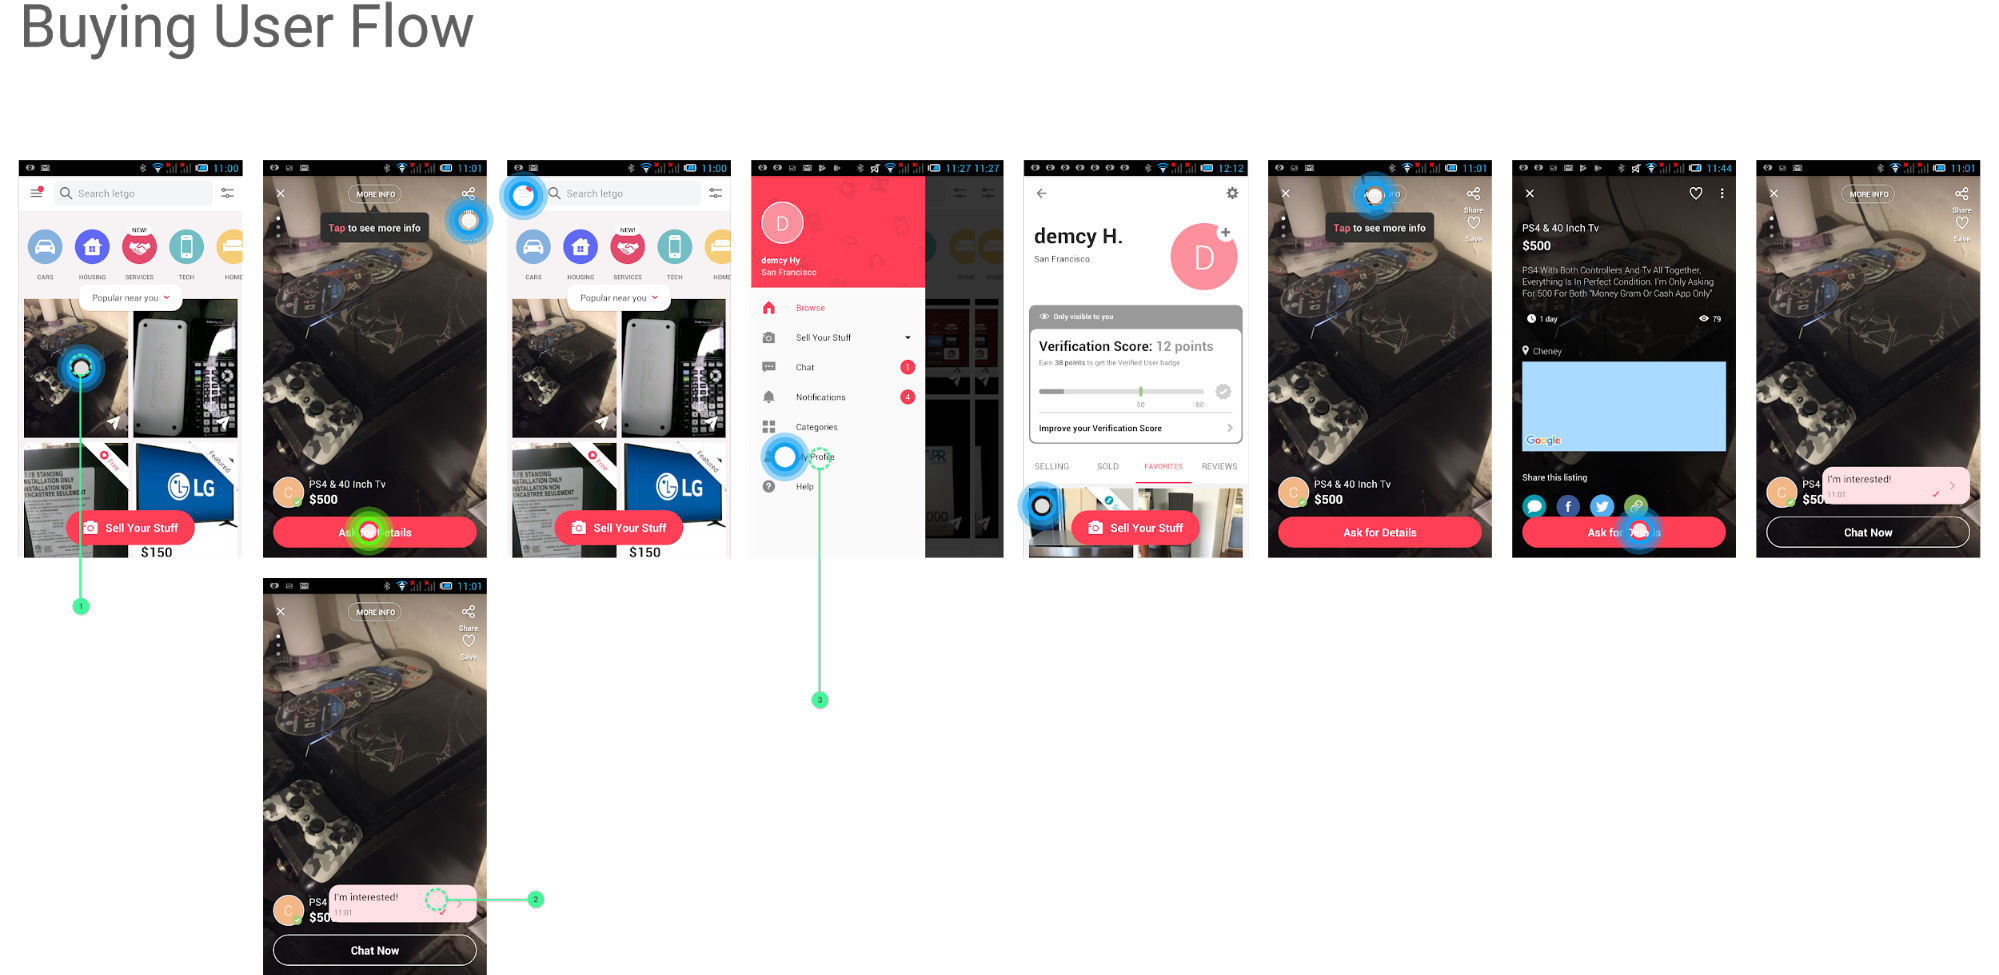 Buying User Flow
11:00
Search letgo
NEW!
CARS
HOUSING
SERVICES
TECH
HOME
Popular near you
Free
Featured
LG
Sell Your Stuff
$150
1
11:01
MORE INFO
Tap to see more info
PS4 & 40 Inch Tv
$500
11:00
Search letgo
NEW!
CARS
HOUSING
SERVICES
TECH
HOME
Popular near you
Free
Featured
LG
Sell Your Stuff
$150
11:27 11:27
D
demcy Hy
San Francisco
Browse
Sell Your Stuff
Chat
1
Notifications
4
Categories
My Profile
Help
HOME
3
12:12
demcy H.
San Francisco
D
Only visible to you
Verification Score: 12 points
Earn 38 points to get the Verified User badge
50
80
Improve your Verification Score
SELLING
SOLD
FAVORITES
REVIEWS
Sell Your Stuff
11:01
Share
Save
Tap to see more info
C
PS4 & 40 Inch Tv
$500
Ask for Details
11:44
PS4 & 40 Inch Tv
$500
PS4 With Both Controllers And Tv All Together,
Everything Is In Perfect Condition. I'm Only Asking
For 500 For Both "Money Gram Or Cash App Only"
1 day
79
Cheney
Google
Share this listing
Ask for
11:01
MORE INFO
Share
Save
C
PS4
I'm interested!
11:01
$50
Chat Now
11:01
MORE INFO
Share
Save
C
PS4
I'm interested!
11:01
$50
2
Chat Now